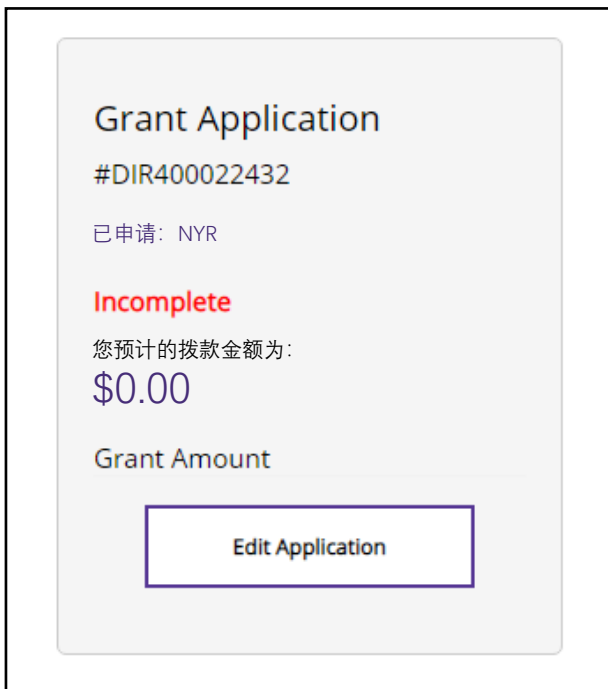 Grant Application
#DIR400022432
已申请：NYR
Incomplete
您预计的拨款金额为：
$0.00
Grant Amount
Edit Application